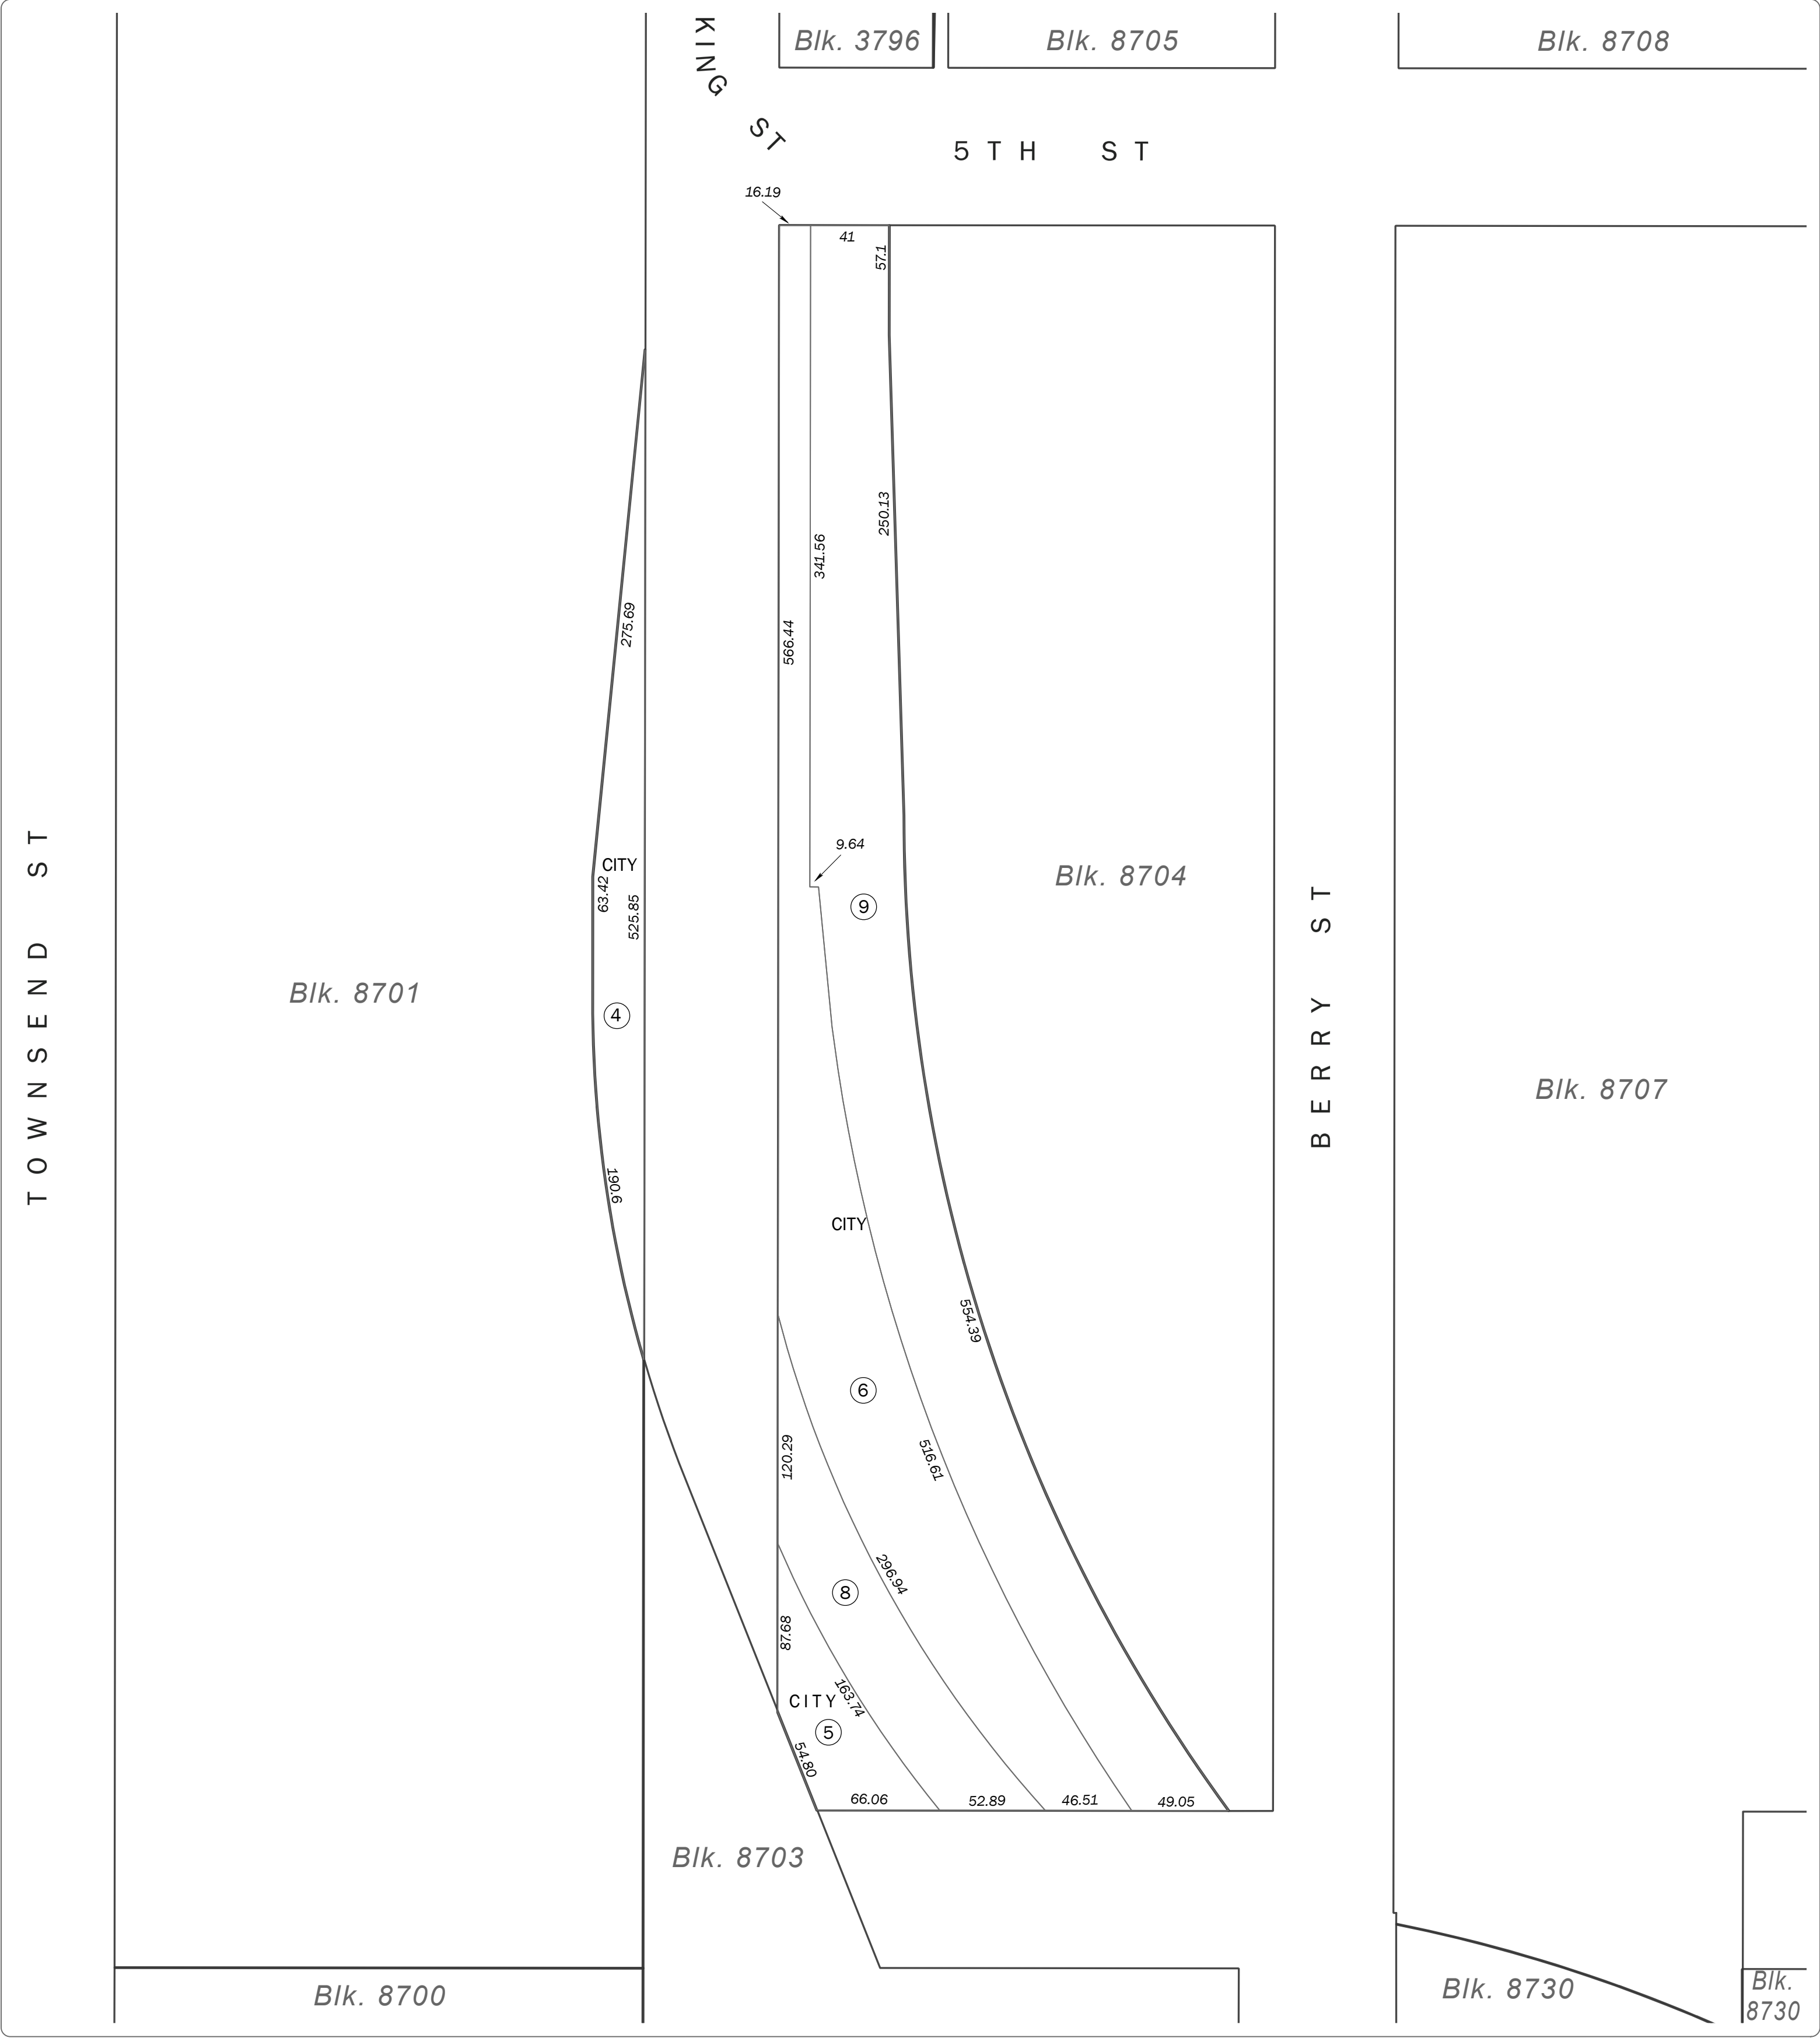 KING ST
Blk. 3796
Blk. 8705
Blk. 8708
5TH ST
16.19
41
57.1
250.13
341.56
566.44
275.69
9.64
CITY
63.42
525.85
9
Blk. 8704
TOWNSEND ST
BERRY ST
Blk. 8701
4
Blk. 8707
190.6
CITY
554.39
6
120.29
516.61
296.94
8
87.68
163.74
CITY
5
54.80
66.06
52.89
46.51
49.05
Blk. 8703
Blk. 8700
Blk. 8730
Blk.
8730